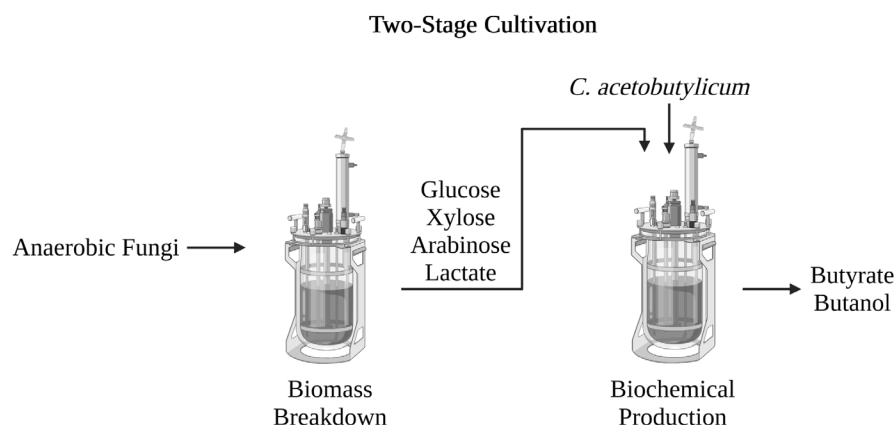 Two-Stage Cultivation
C. acetobutylicum
Anaerobic Fungi
Glucose
Xylose
Arabinose
Lactate
Butyrate
Butanol
Biomass
Breakdown
Biochemical
Production